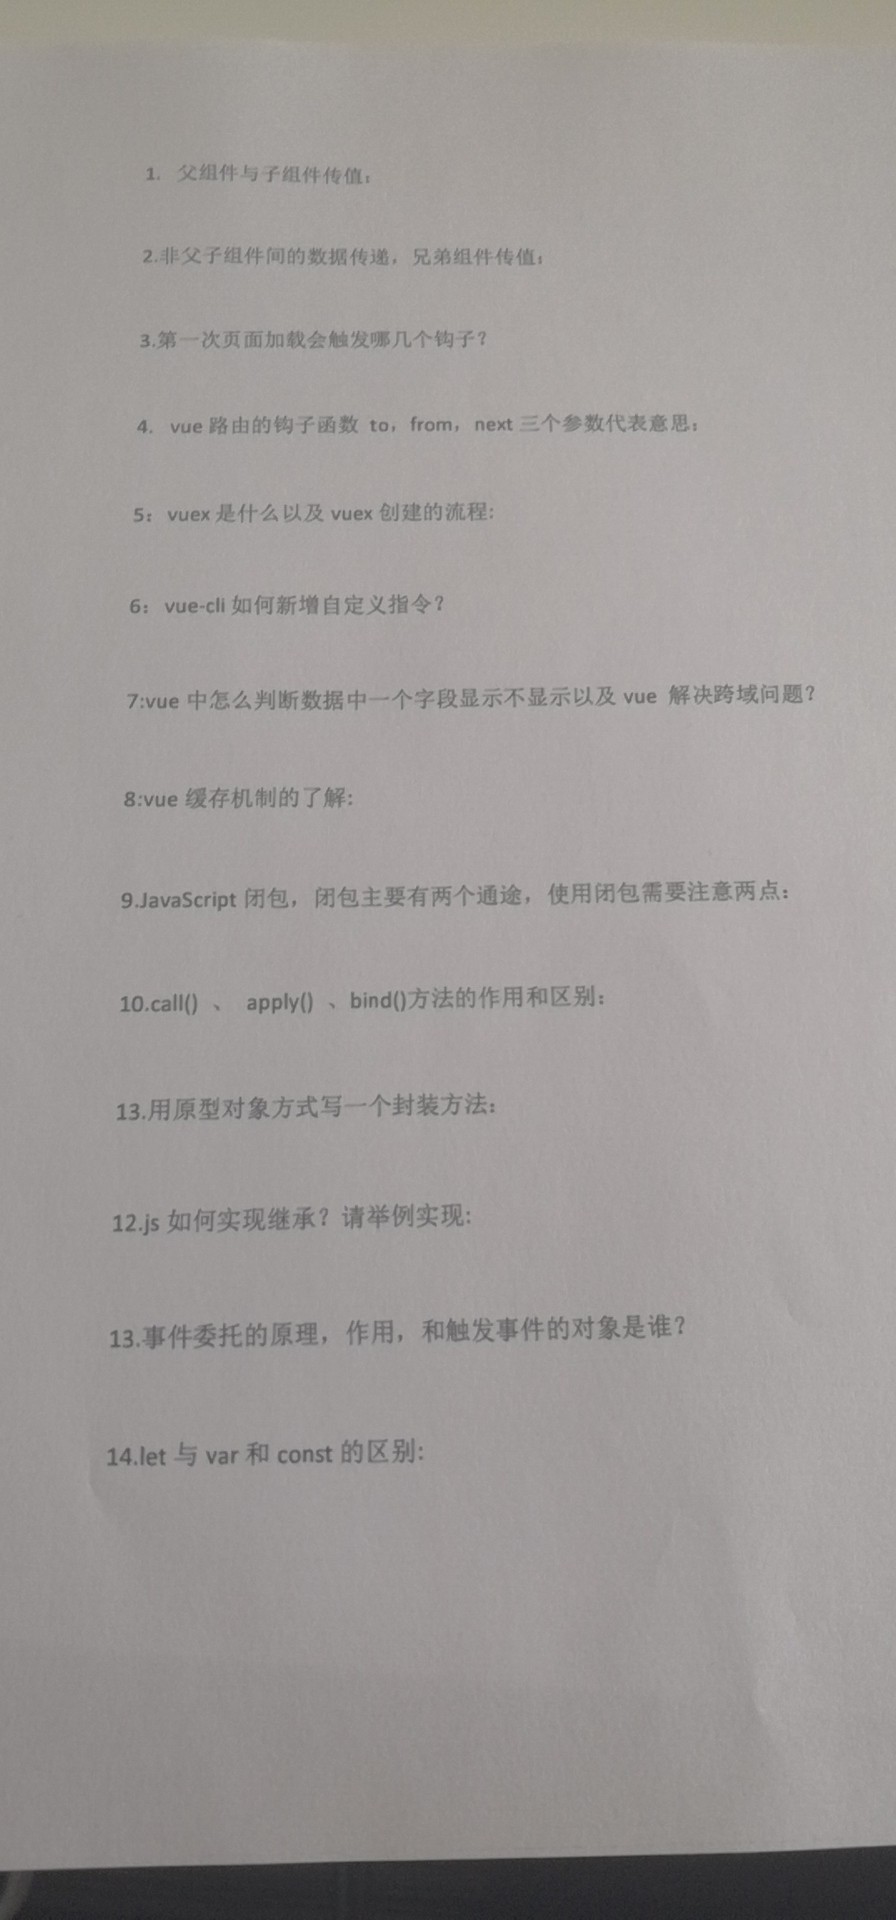 1. 父组件与子组件传值：
2.非父子组件间的数据传递，兄弟组件传值：
3.第一次页面加载会触发哪几个钩子？
4. vue 路由的钩子函数 to，from，next 三个参数代表意思：
5：vuex 是什么以及 vuex 创建的流程:
6：vue-cli 如何新增自定义指令？
7:vue 中怎么判断数据中一个字段显示不显示以及 vue 解决跨域问题？
8:vue 缓存机制的了解:
9.JavaScript 闭包，闭包主要有两个通途，使用闭包需要注意两点：
10.call() 、 apply() 、bind()方法的作用和区别：
13.用原型对象方式写一个封装方法：
12.js 如何实现继承？请举例实现:
13.事件委托的原理，作用，和触发事件的对象是谁？
14.let 与 var 和 const 的区别: